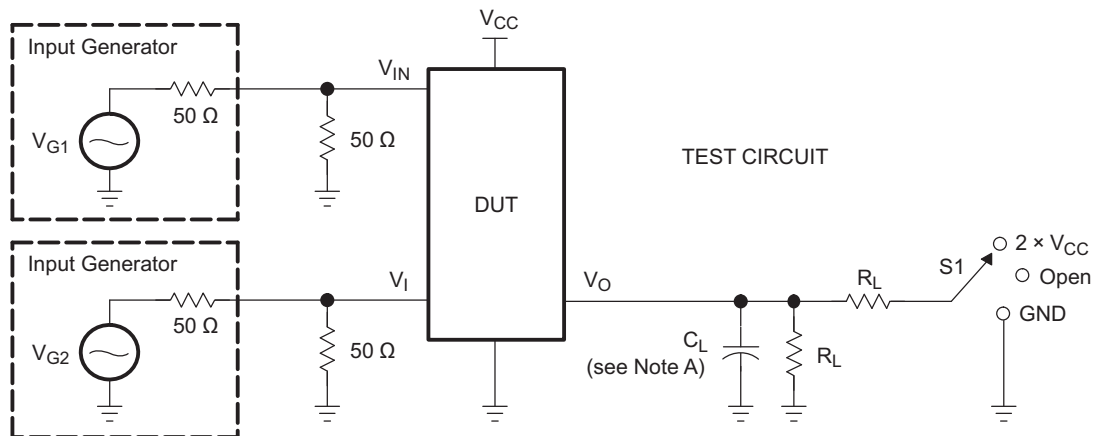 V_CC
Input Generator
V_IN
50 Ω
50 Ω
V_G1
TEST CIRCUIT
DUT
Input Generator
2 × V_CC
S1
Open
V_I
V_O
R_L
50 Ω
GND
50 Ω
V_G2
C_L
(see Note A)
R_L